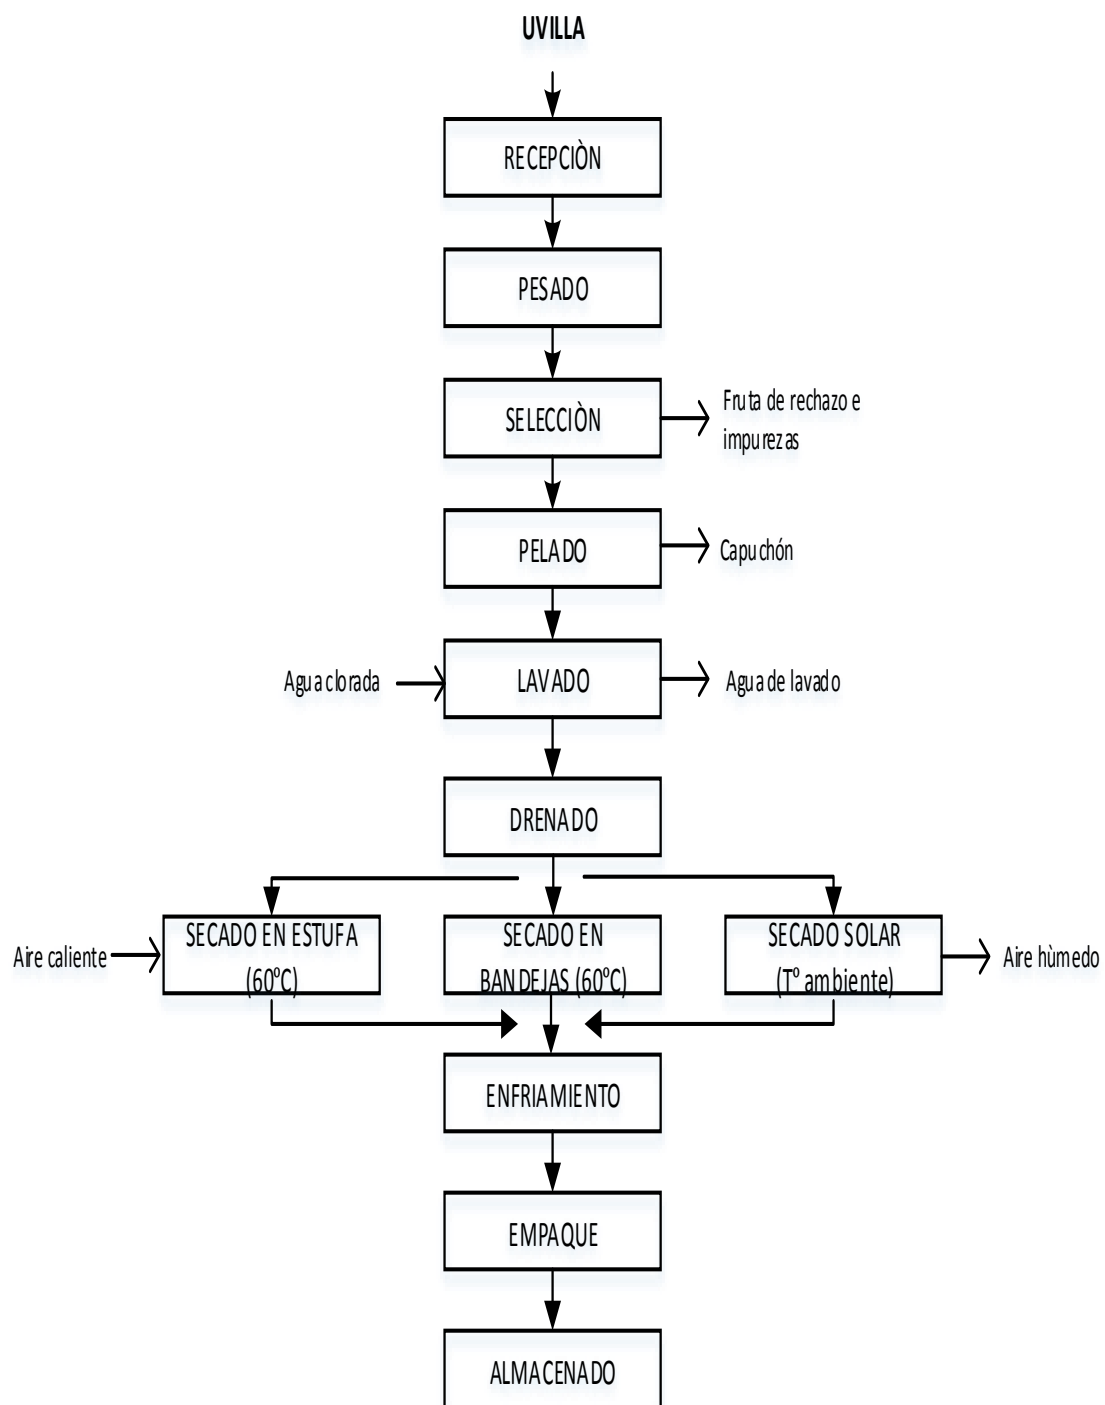 UVILLA
RECEPCIÒN
PESADO
SELECCIÒN
Fruta de rechazo e
impurezas
PELADO
Capuchón
Agua clorada
LAVADO
Agua de lavado
DRENADO
Aire caliente
SECADO EN ESTUFA
(60ºC)
SECADO EN
BANDEJAS (60ºC)
SECADO SOLAR
(Tº ambiente)
Aire hùmedo
ENFRIAMIENTO
EMPAQUE
ALMACENADO